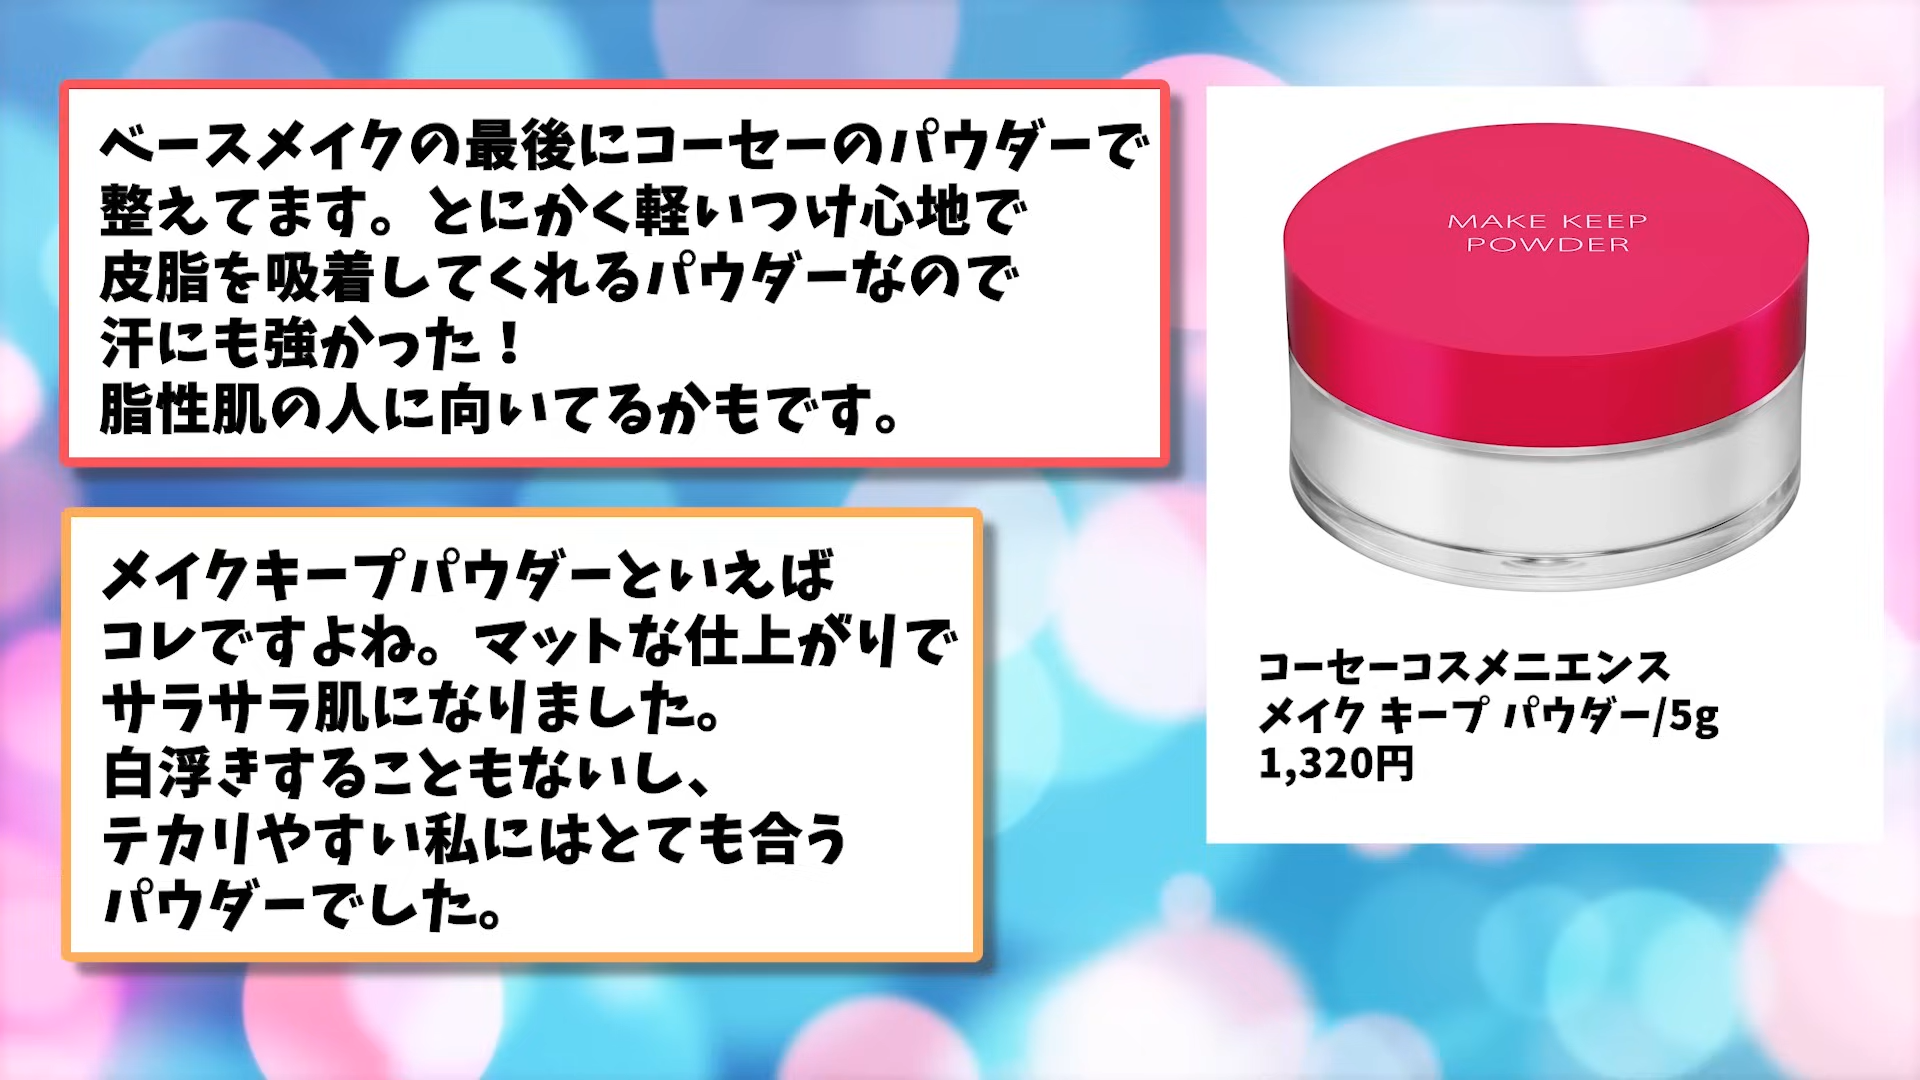 ベースメイクの最後にコーセーのパウダーで
整えてます。とにかく軽いつけ心地で
皮脂を吸着してくれるパウダーなので
汗にも強かった！
脂性肌の人に向いてるかもです。
メイクキープパウダーといえば
コレですよね。マットな仕上がりで
サラサラ肌になりました。
白浮きすることもないし、
テカリやすい私にはとても合う
パウダーでした。
MAKE KEEP
POWDER
コーセーコスメニエンス
メイク キープ パウダー/5g
1,320円